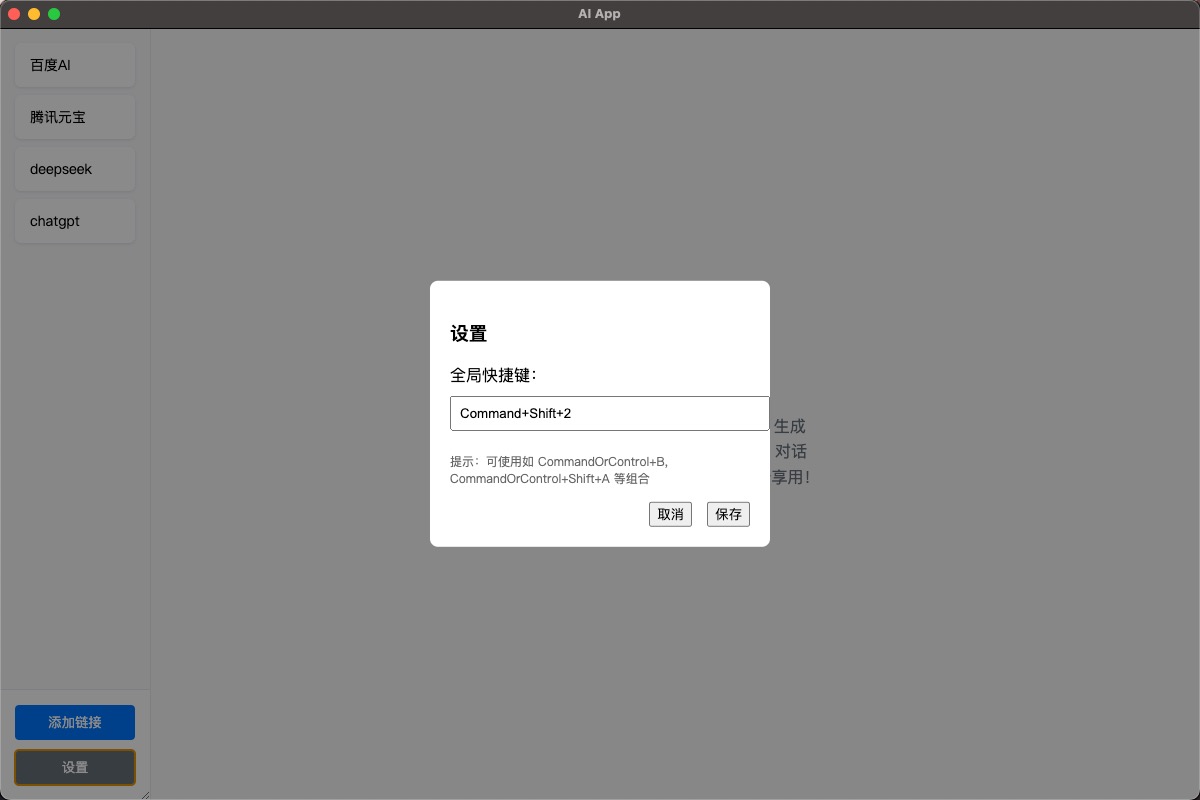 AI App
百度AI
腾讯元宝
deepseek
chatgpt
设置
全局快捷键：
Command+Shift+2
提示：可使用如 CommandOrControl+B,
CommandOrControl+Shift+A 等组合
取消 保存
生成
对话
享用！
添加链接
设置